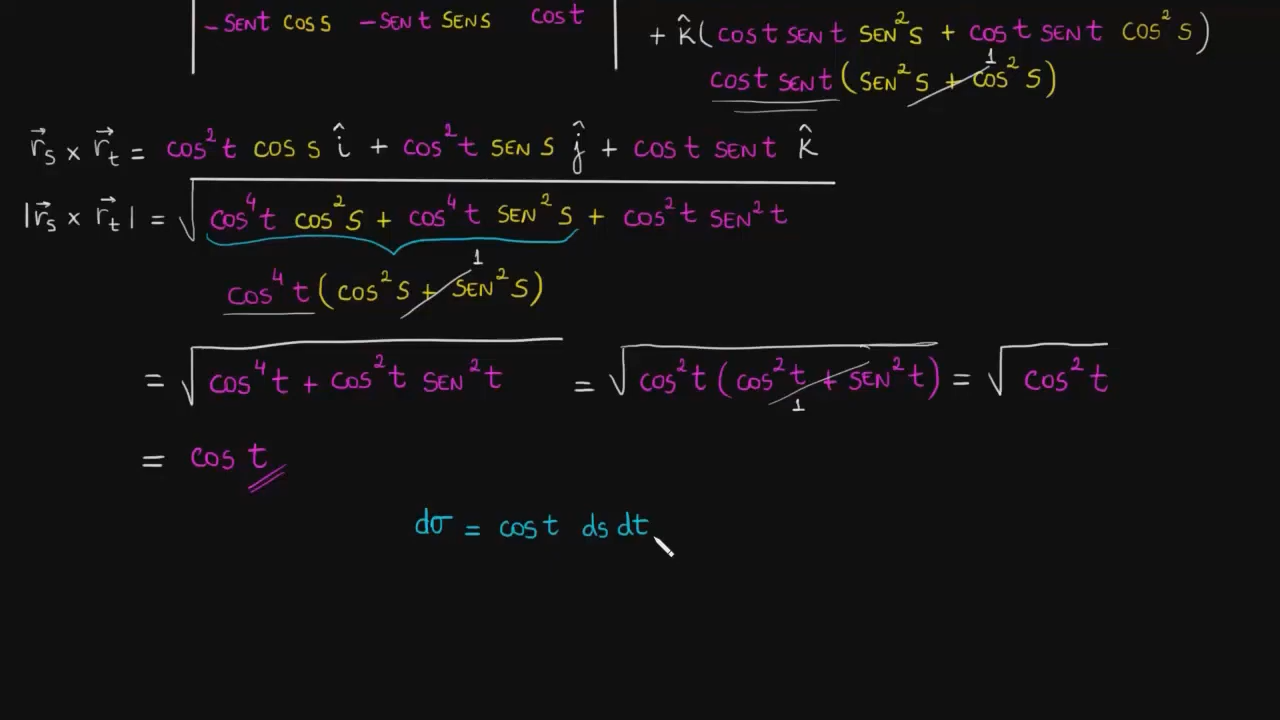 -SENt cos s   -SENt SENs   cost
+ k̂(cost sent sen²s + cost sent cos²s)
cost sent(sen²s + cos²s) 1
r⃗s × r⃗t = cos²t cos s î + cos²t sen s ĵ + cost sent k̂
|r⃗s × r⃗t| = √(cos⁴t cos²s + cos⁴t sen²s + cos²t sen²t)
cos⁴t(cos²s + sen²s) 1
= √(cos⁴t + cos²t sen²t) = √(cos²t (cos²t + sen²t)) = √(cos²t)
1
= cos t
dσ = cost ds dt